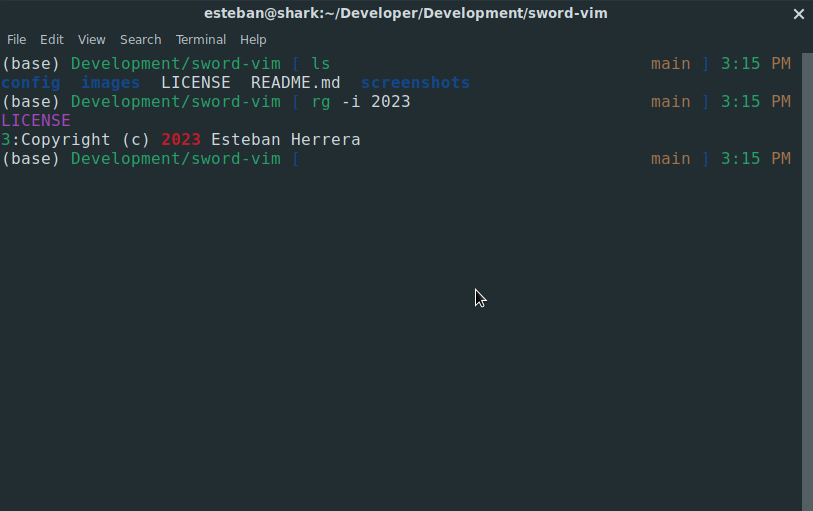 esteban@shark:~/Developer/Development/sword-vim
File Edit View Search Terminal Help
(base) Development/sword-vim [ ls main ] 3:15 PM
config images LICENSE README.md screenshots
(base) Development/sword-vim [ rg -i 2023 main ] 3:15 PM
LICENSE
3:Copyright (c) 2023 Esteban Herrera
(base) Development/sword-vim [ main ] 3:15 PM